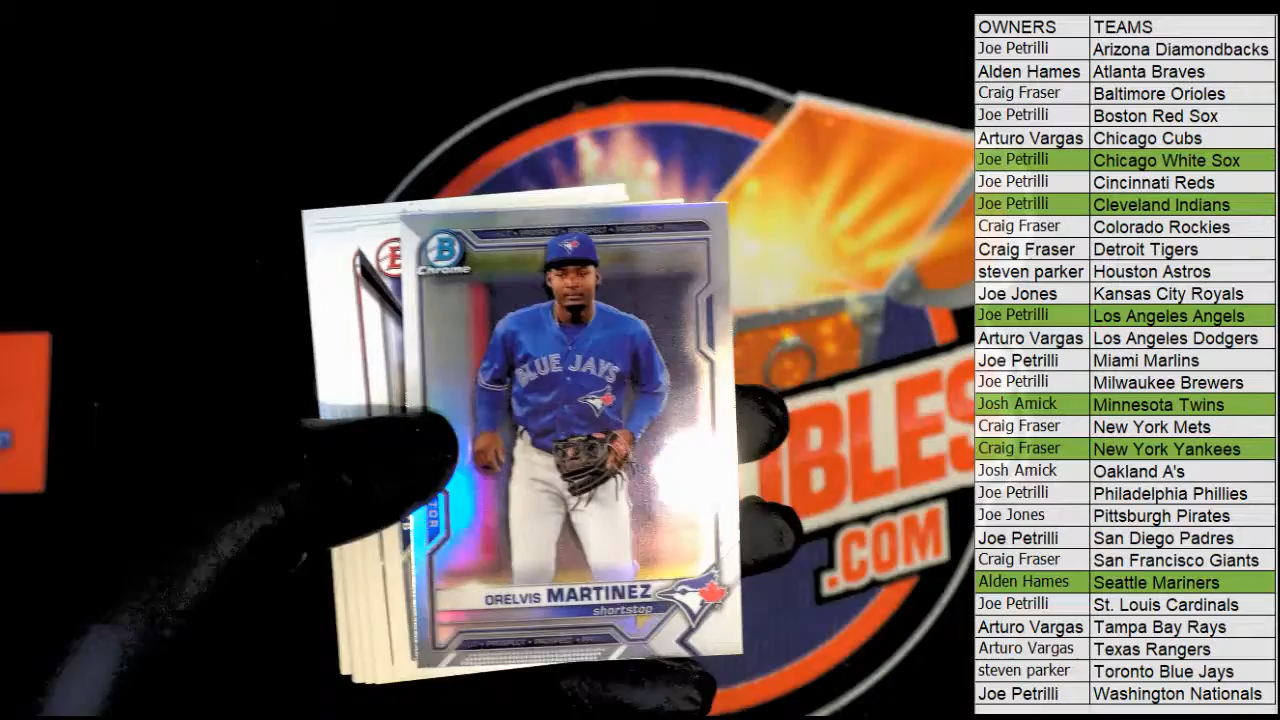 B
Chrome
PROSPECT • PROSPECT
BLUE JAYS
ORELVIS MARTINEZ
shortstop
PROSPECT • PROSPECT
IBLES
.COM
OWNERS TEAMS
Joe Petrilli Arizona Diamondbacks
Alden Hames Atlanta Braves
Craig Fraser Baltimore Orioles
Joe Petrilli Boston Red Sox
Arturo Vargas Chicago Cubs
Joe Petrilli Chicago White Sox
Joe Petrilli Cincinnati Reds
Joe Petrilli Cleveland Indians
Craig Fraser Colorado Rockies
Craig Fraser Detroit Tigers
steven parker Houston Astros
Joe Jones Kansas City Royals
Joe Petrilli Los Angeles Angels
Arturo Vargas Los Angeles Dodgers
Joe Petrilli Miami Marlins
Joe Petrilli Milwaukee Brewers
Josh Amick Minnesota Twins
Craig Fraser New York Mets
Craig Fraser New York Yankees
Josh Amick Oakland A's
Joe Petrilli Philadelphia Phillies
Joe Jones Pittsburgh Pirates
Joe Petrilli San Diego Padres
Craig Fraser San Francisco Giants
Alden Hames Seattle Mariners
Joe Petrilli St. Louis Cardinals
Arturo Vargas Tampa Bay Rays
Arturo Vargas Texas Rangers
steven parker Toronto Blue Jays
Joe Petrilli Washington Nationals